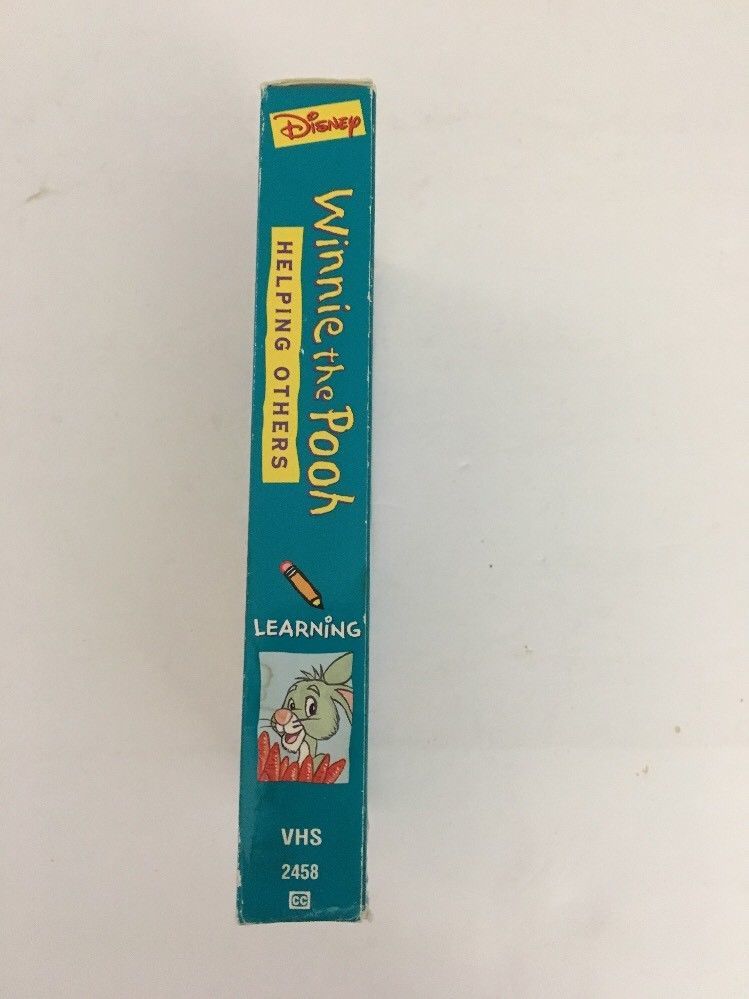 Disney
Winnie the Pooh
HELPING OTHERS
LEARNiNG
VHS
2458
CC